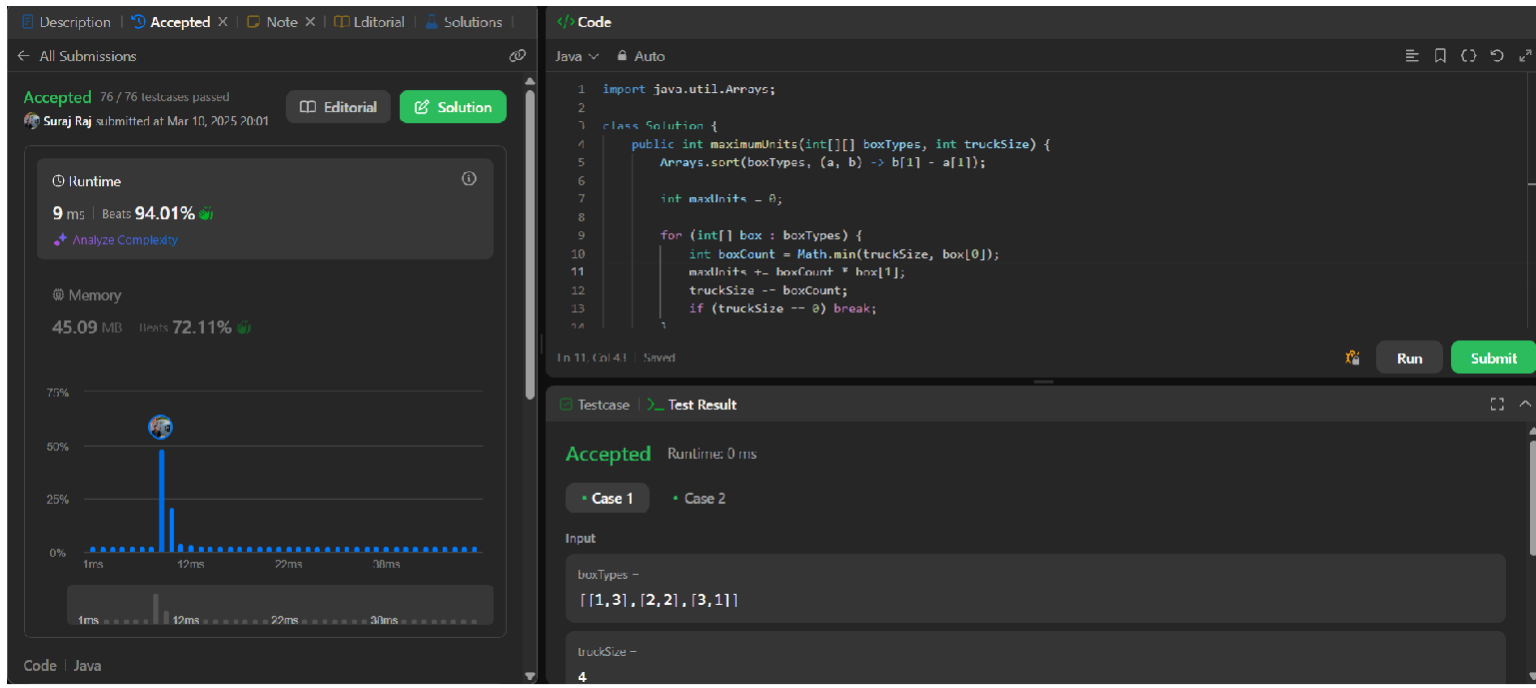 Description
Accepted
Note
Editorial
Solutions
All Submissions
Accepted 76 / 76 testcases passed
Suraj Raj submitted at Mar 10, 2025 20:01
Editorial
Solution
Runtime
9 ms Beats 94.01%
Analyze Complexity
Memory
45.09 MB Beats 72.11%
75%
50%
25%
0%
1ms 12ms 22ms 38ms
1ms 12ms 22ms 38ms
Code Java
</> Code
Java Auto
1 import java.util.Arrays;
2
3 class Solution {
4 public int maximumUnits(int[][] boxTypes, int truckSize) {
5 Arrays.sort(boxTypes, (a, b) -> b[1] - a[1]);
6
7 int maxUnits = 0;
8
9 for (int[] box : boxTypes) {
10 int boxCount = Math.min(truckSize, box[0]);
11 maxUnits += boxCount * box[1];
12 truckSize -= boxCount;
13 if (truckSize == 0) break;
14 }
Ln 11, Col 43 Saved
Run
Submit
Testcase
>_ Test Result
Accepted Runtime: 0 ms
• Case 1
• Case 2
Input
boxTypes =
[[1,3],[2,2],[3,1]]
truckSize =
4